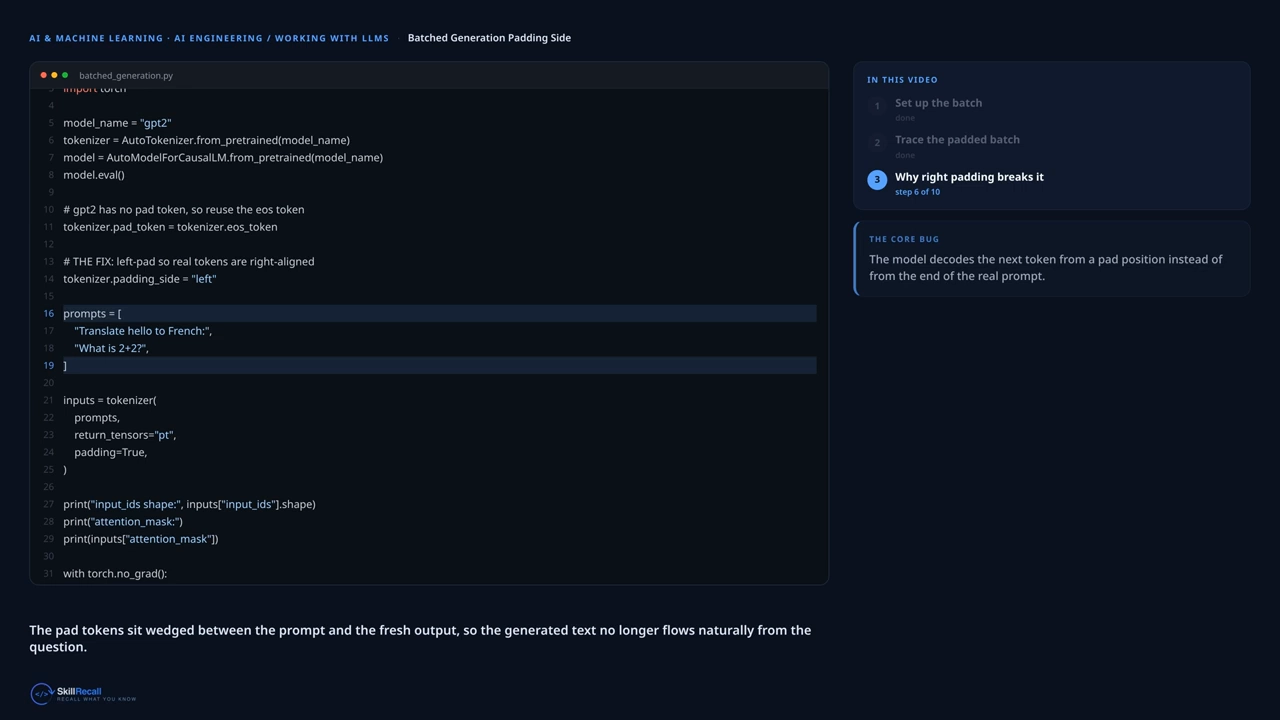 AI & MACHINE LEARNING · AI ENGINEERING / WORKING WITH LLMS · Batched Generation Padding Side
batched_generation.py
3 import torch
4
5 model_name = "gpt2"
6 tokenizer = AutoTokenizer.from_pretrained(model_name)
7 model = AutoModelForCausalLM.from_pretrained(model_name)
8 model.eval()
9
10 # gpt2 has no pad token, so reuse the eos token
11 tokenizer.pad_token = tokenizer.eos_token
12
13 # THE FIX: left-pad so real tokens are right-aligned
14 tokenizer.padding_side = "left"
15
16 prompts = [
17     "Translate hello to French:",
18     "What is 2+2?",
19 ]
20
21 inputs = tokenizer(
22     prompts,
23     return_tensors="pt",
24     padding=True,
25 )
26
27 print("input_ids shape:", inputs["input_ids"].shape)
28 print("attention_mask:")
29 print(inputs["attention_mask"])
30
31 with torch.no_grad():
IN THIS VIDEO
1 Set up the batch
done
2 Trace the padded batch
done
3 Why right padding breaks it
step 6 of 10
THE CORE BUG
The model decodes the next token from a pad position instead of
from the end of the real prompt.
The pad tokens sit wedged between the prompt and the fresh output, so the generated text no longer flows naturally from the
question.
</> SkillRecall
RECALL WHAT YOU KNOW